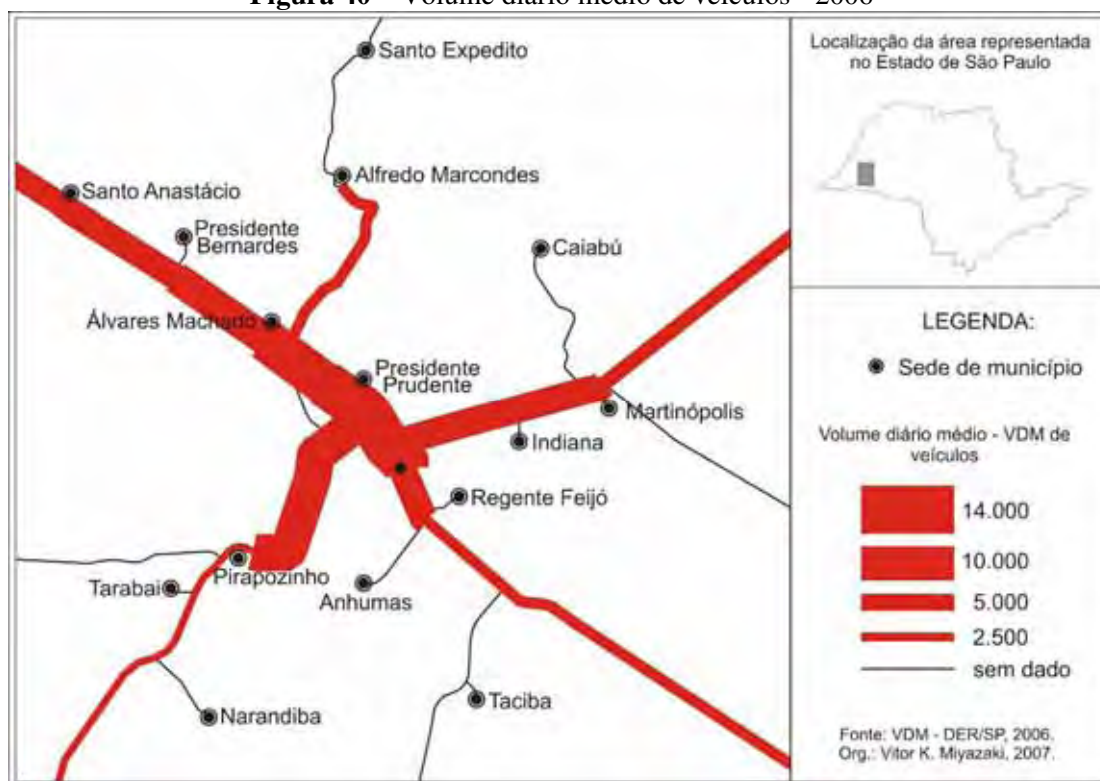 Figura 40 – Volume diário médio de veículos - 2006
Santo Expedito
Alfredo Marcondes
Santo Anastácio
Presidente
Bernardes
Caiabú
Álvares Machado
Presidente
Prudente
Martinópolis
Indiana
Regente Feijó
Pirapozinho
Tarabai
Anhumas
Narandiba
Taciba
Localização da área representada
no Estado de São Paulo
LEGENDA:
Sede de município
Volume diário médio - VDM de
veículos
14.000
10.000
5.000
2.500
sem dado
Fonte: VDM - DER/SP, 2006.
Org.: Vitor K. Miyazaki, 2007.